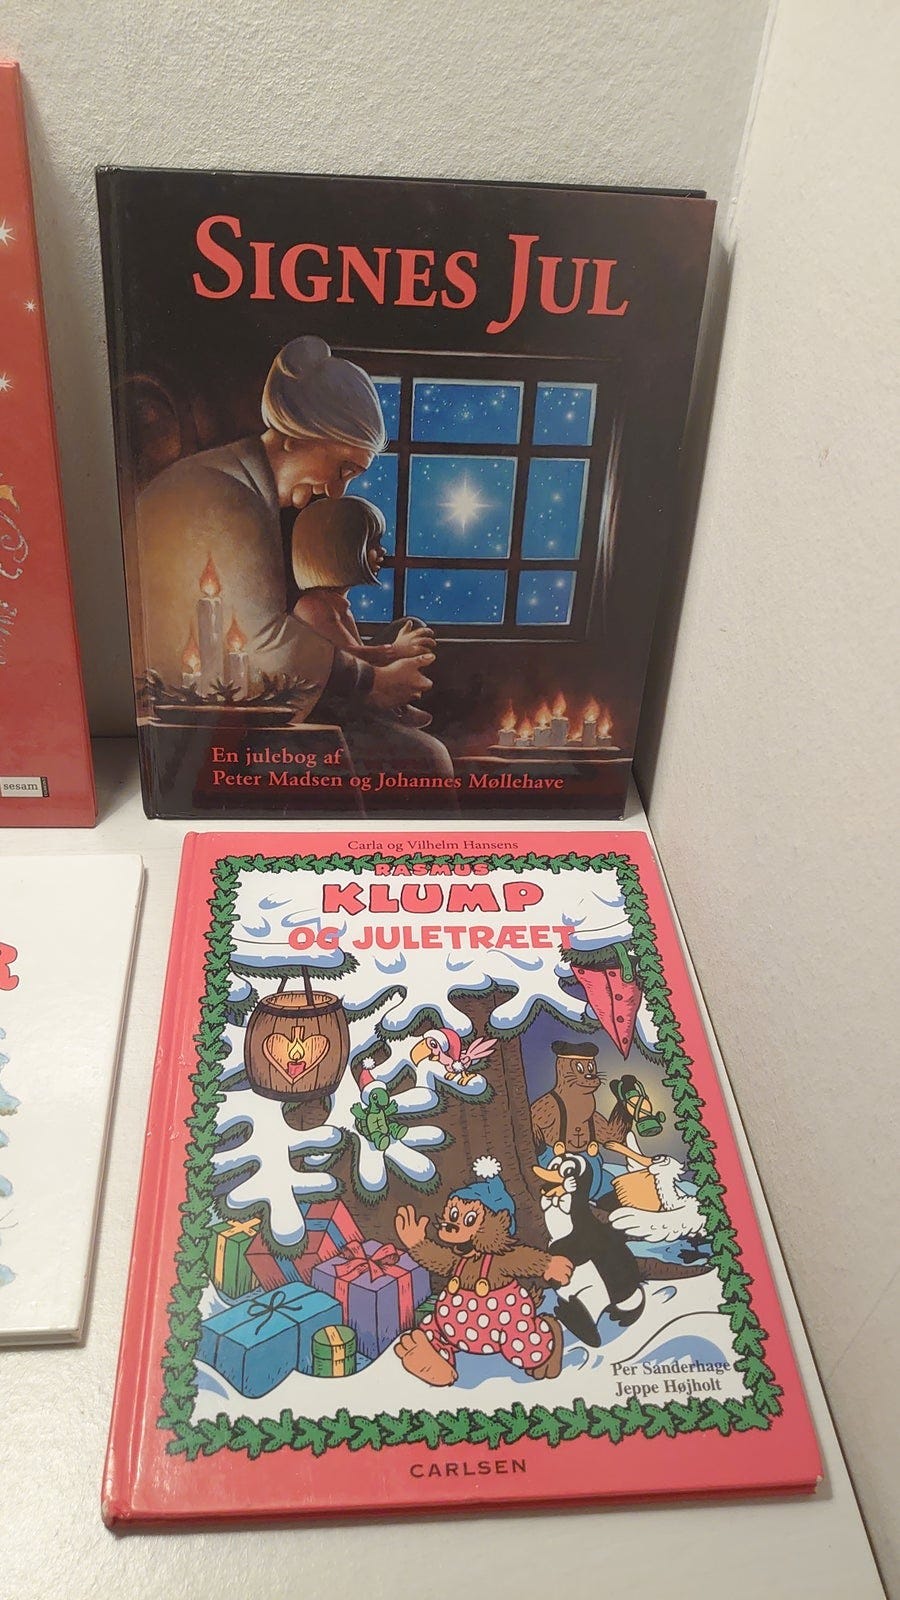 SIGNES JUL
En julebog af
Peter Madsen og Johannes Møllehave
sesam
Carla og Vilhelm Hansens
RASMUS
KLUMP
OG JULETRÆET
Per Sanderhage
Jeppe Højholt
CARLSEN
R